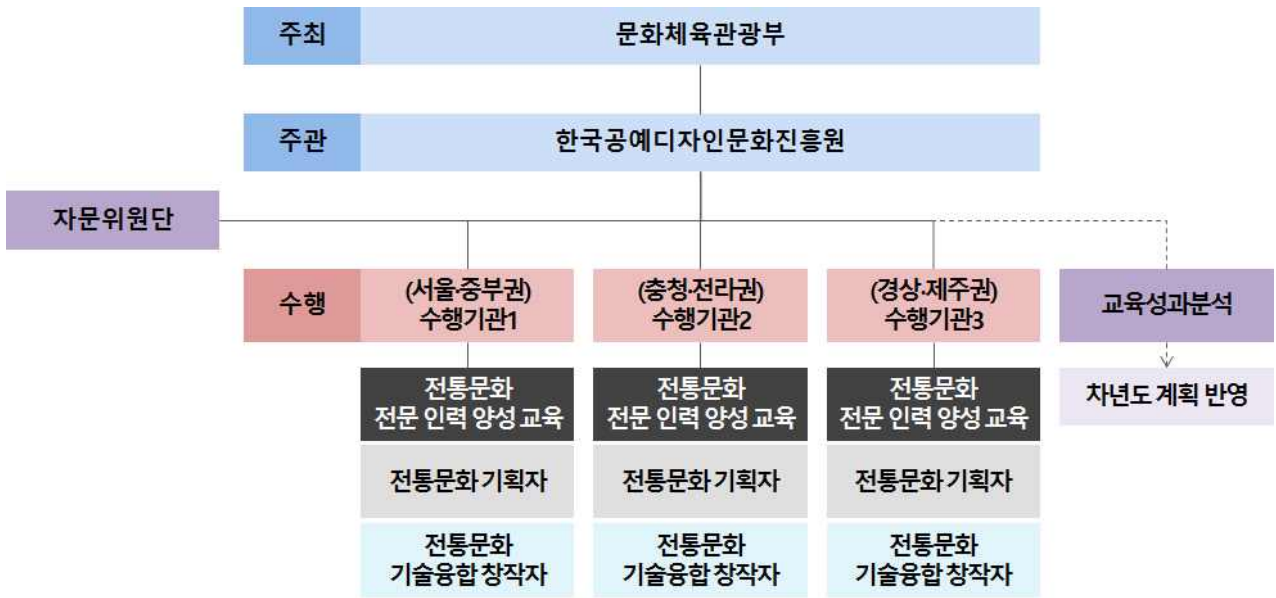 주최
문화체육관광부
주관
한국공예디자인문화진흥원
자문위원단
수행
(서울·중부권)
수행기관1
(충청·전라권)
수행기관2
(경상·제주권)
수행기관3
교육성과분석
차년도 계획 반영
전통문화
전문 인력 양성 교육
전통문화
전문 인력 양성 교육
전통문화
전문 인력 양성 교육
전통문화 기획자
전통문화 기획자
전통문화 기획자
전통문화
기술융합 창작자
전통문화
기술융합 창작자
전통문화
기술융합 창작자